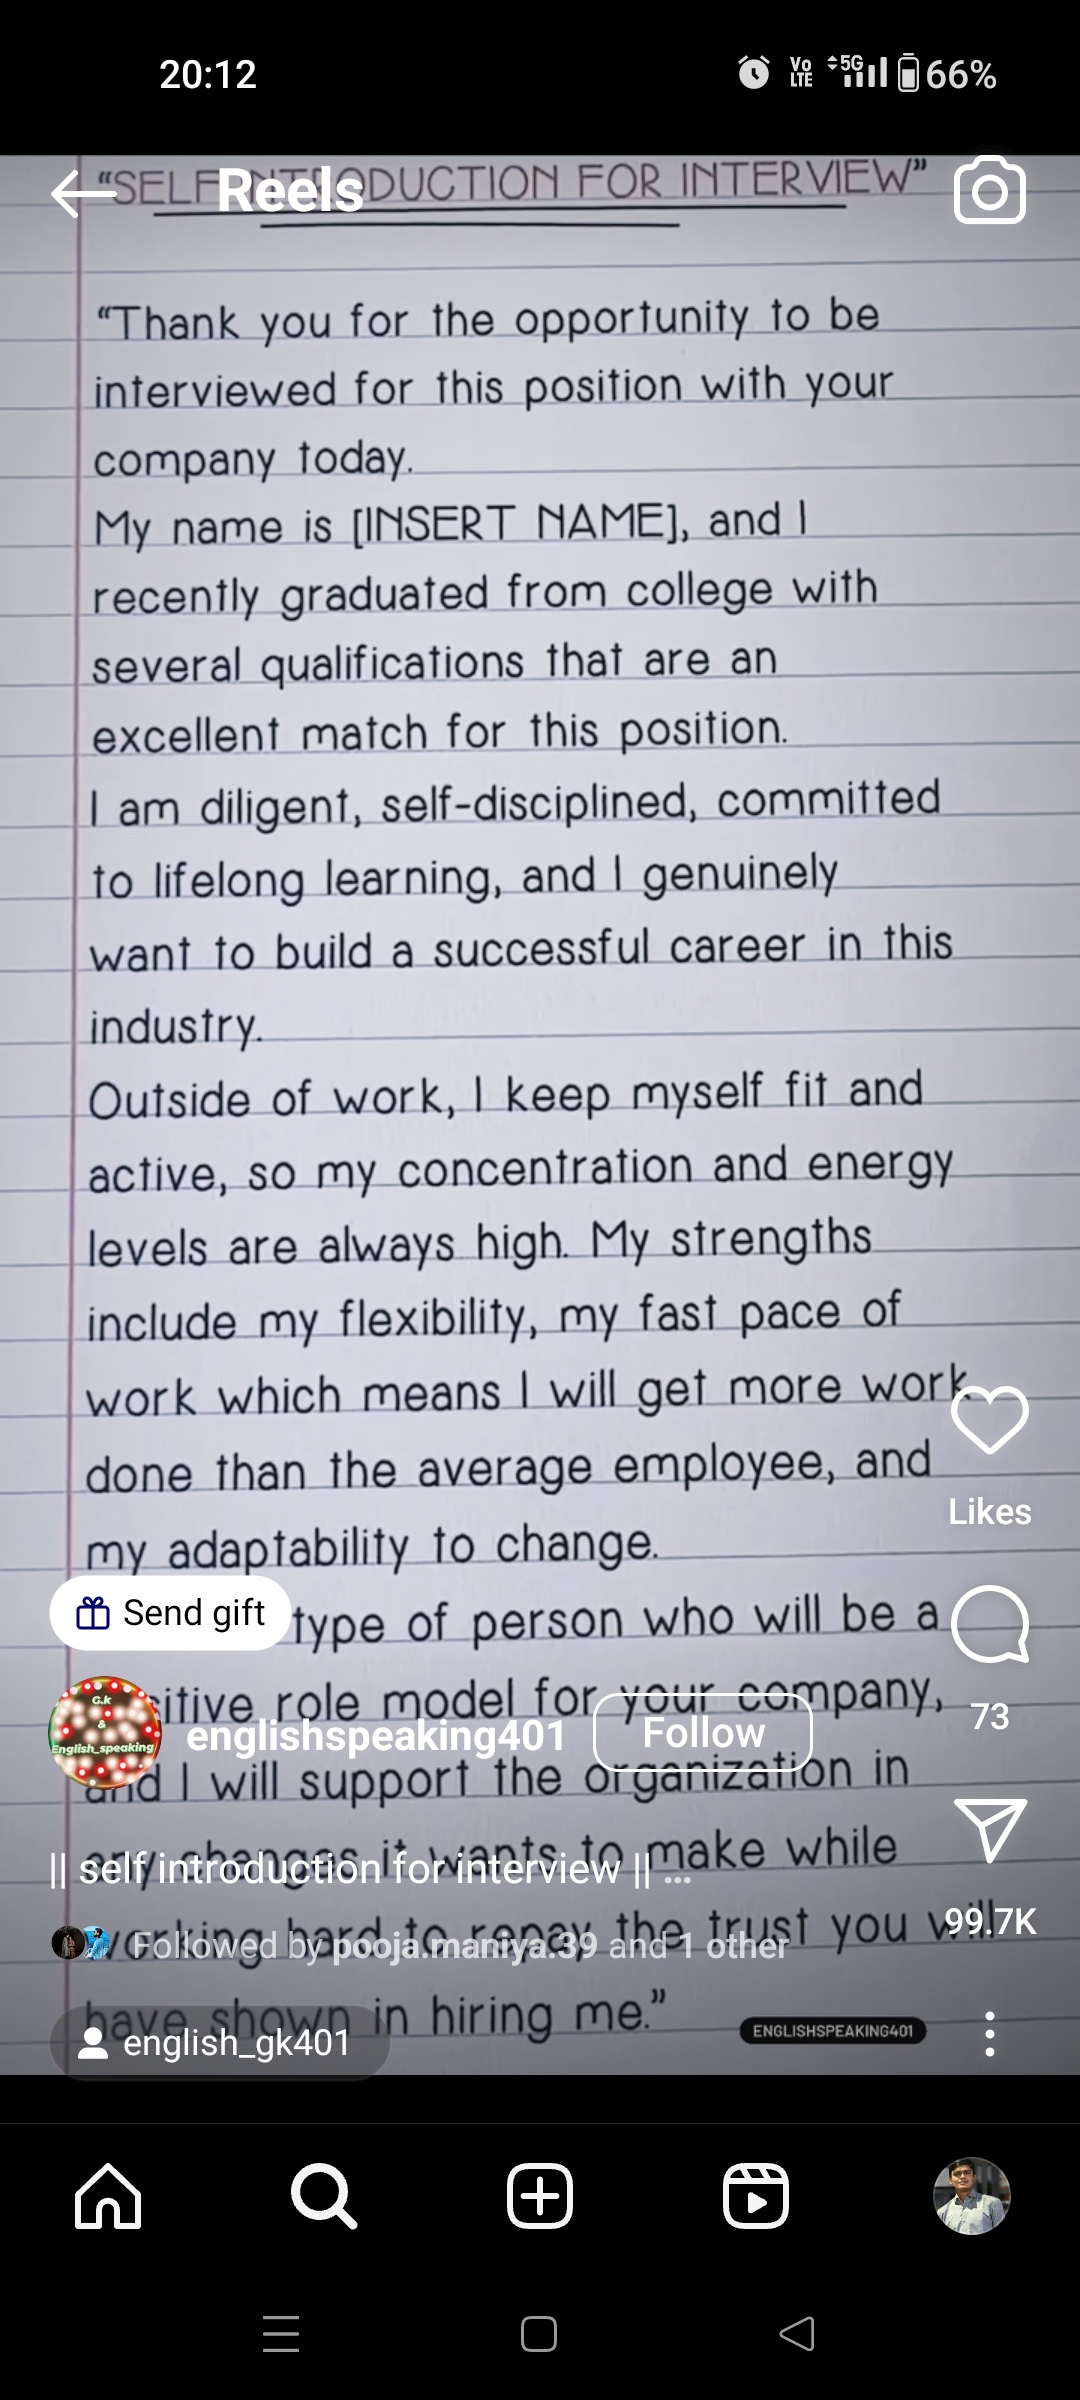 20:12
Vo LTE 5G 66%
Reels
"SELF INTRODUCTION FOR INTERVIEW"
"Thank you for the opportunity to be
interviewed for this position with your
company today.
My name is [INSERT NAME], and I
recently graduated from college with
several qualifications that are an
excellent match for this position.
I am diligent, self-disciplined, committed
to lifelong learning, and I genuinely
want to build a successful career in this
industry.
Outside of work, I keep myself fit and
active, so my concentration and energy
levels are always high. My strengths
include my flexibility, my fast pace of
work which means I will get more work
done than the average employee, and
my adaptability to change.
Likes
Send gift
type of person who will be a
sitive role model for your company,
73
G.k
&
English_speaking
englishspeaking401
Follow
and I will support the organization in
any changes it wants to make while
|| self introduction for interview || ...
working hard to repay the trust you will
99.7K
Followed by pooja.maniya.39 and 1 other
have shown in hiring me."
english_gk401
ENGLISHSPEAKING401